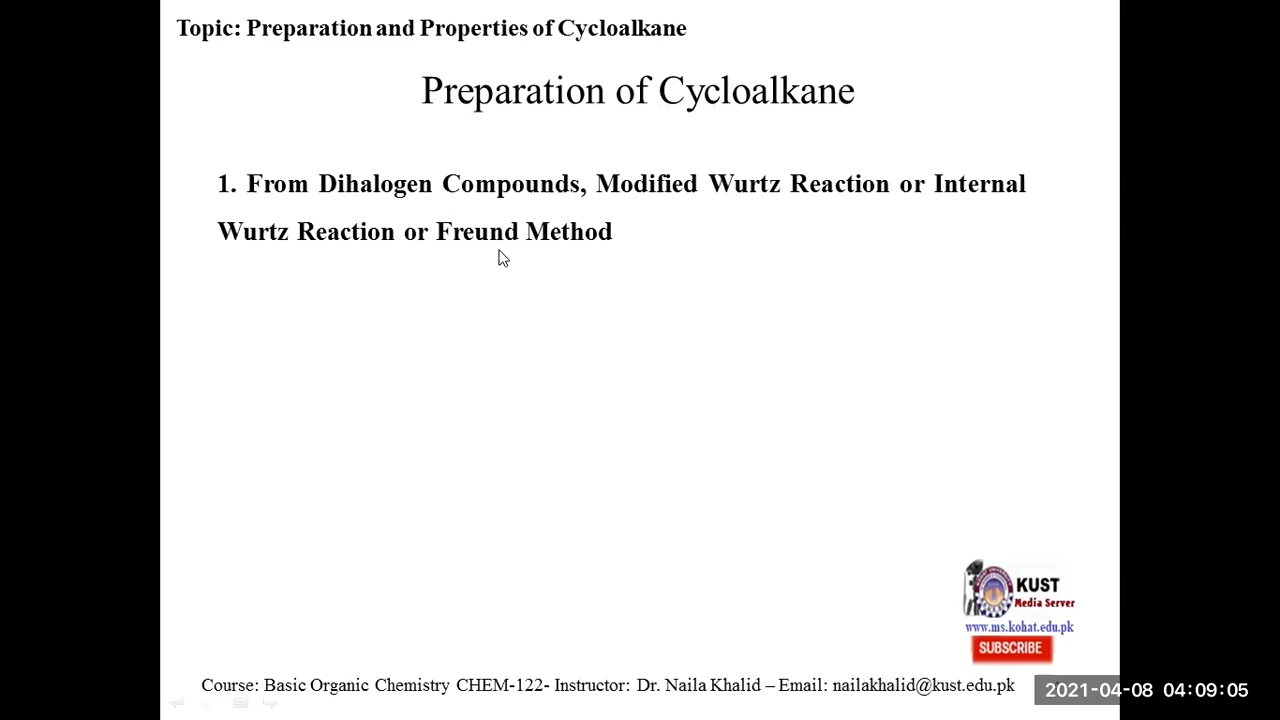 Topic: Preparation and Properties of Cycloalkane
Preparation of Cycloalkane
1. From Dihalogen Compounds, Modified Wurtz Reaction or Internal
Wurtz Reaction or Freund Method
KUST
Media Server
www.ms.kohat.edu.pk
SUBSCRIBE
Course: Basic Organic Chemistry CHEM-122- Instructor: Dr. Naila Khalid – Email: nailakhalid@kust.edu.pk
2021-04-08 04:09:05